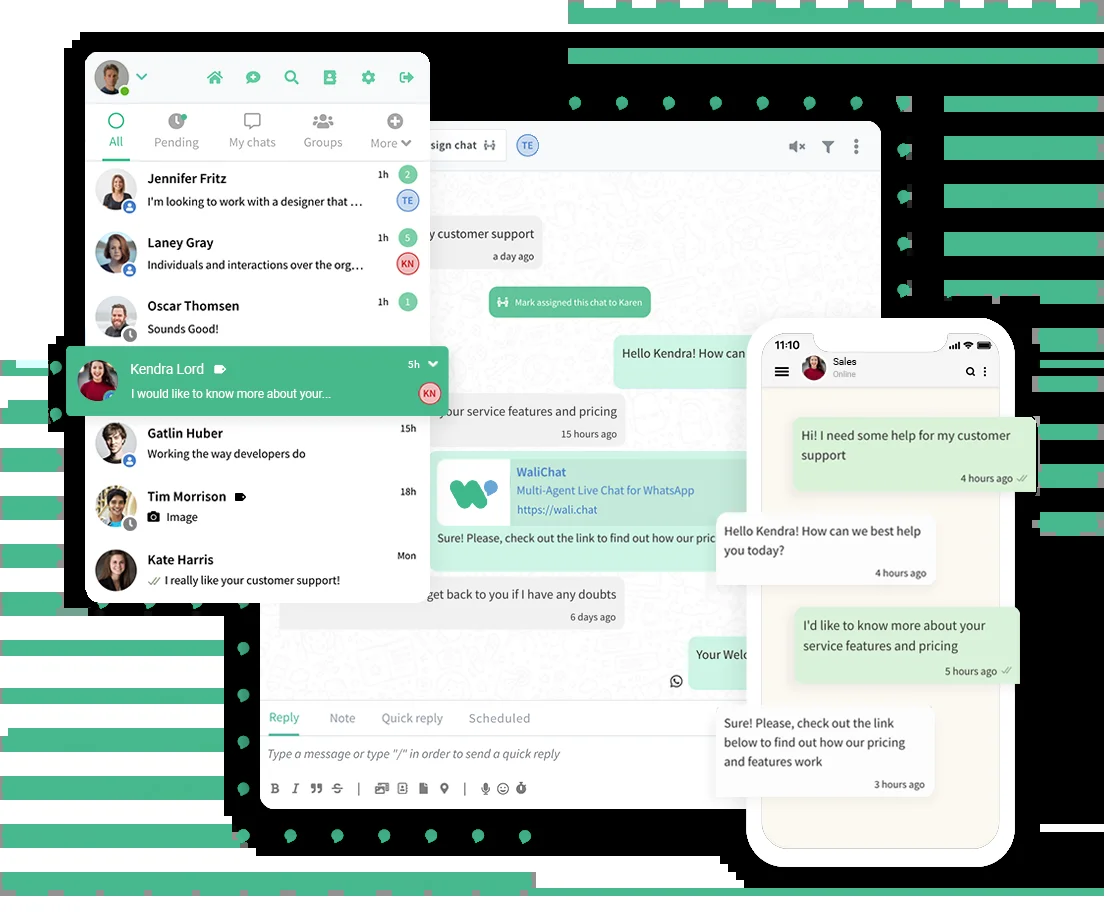 All
Pending
My chats
Groups
More
Jennifer Fritz
1h
2
I'm looking to work with a designer that ...
TE
Laney Gray
1h
5
Individuals and interactions over the org...
KN
Oscar Thomsen
1h
1
Sounds Good!
Kendra Lord
5h
I would like to know more about your...
KN
Gatlin Huber
15h
Working the way developers do
Tim Morrison
18h
Image
Kate Harris
Mon
I really like your customer support!
sign chat
TE
y customer support
a day ago
Mark assigned this chat to Karen
Hello Kendra! How can
our service features and pricing
15 hours ago
WaliChat
Multi-Agent Live Chat for WhatsApp
https://wali.chat
Sure! Please, check out the link to find out how our pric
get back to you if I have any doubts
6 days ago
Your Welc
Reply
Note
Quick reply
Scheduled
Type a message or type "/" in order to send a quick reply
B
I
S
11:10
Sales
Online
Hi! I need some help for my customer
support
4 hours ago
Hello Kendra! How can we best help
you today?
4 hours ago
I'd like to know more about your
service features and pricing
5 hours ago
Sure! Please, check out the link
below to find out how our pricing
and features work
3 hours ago